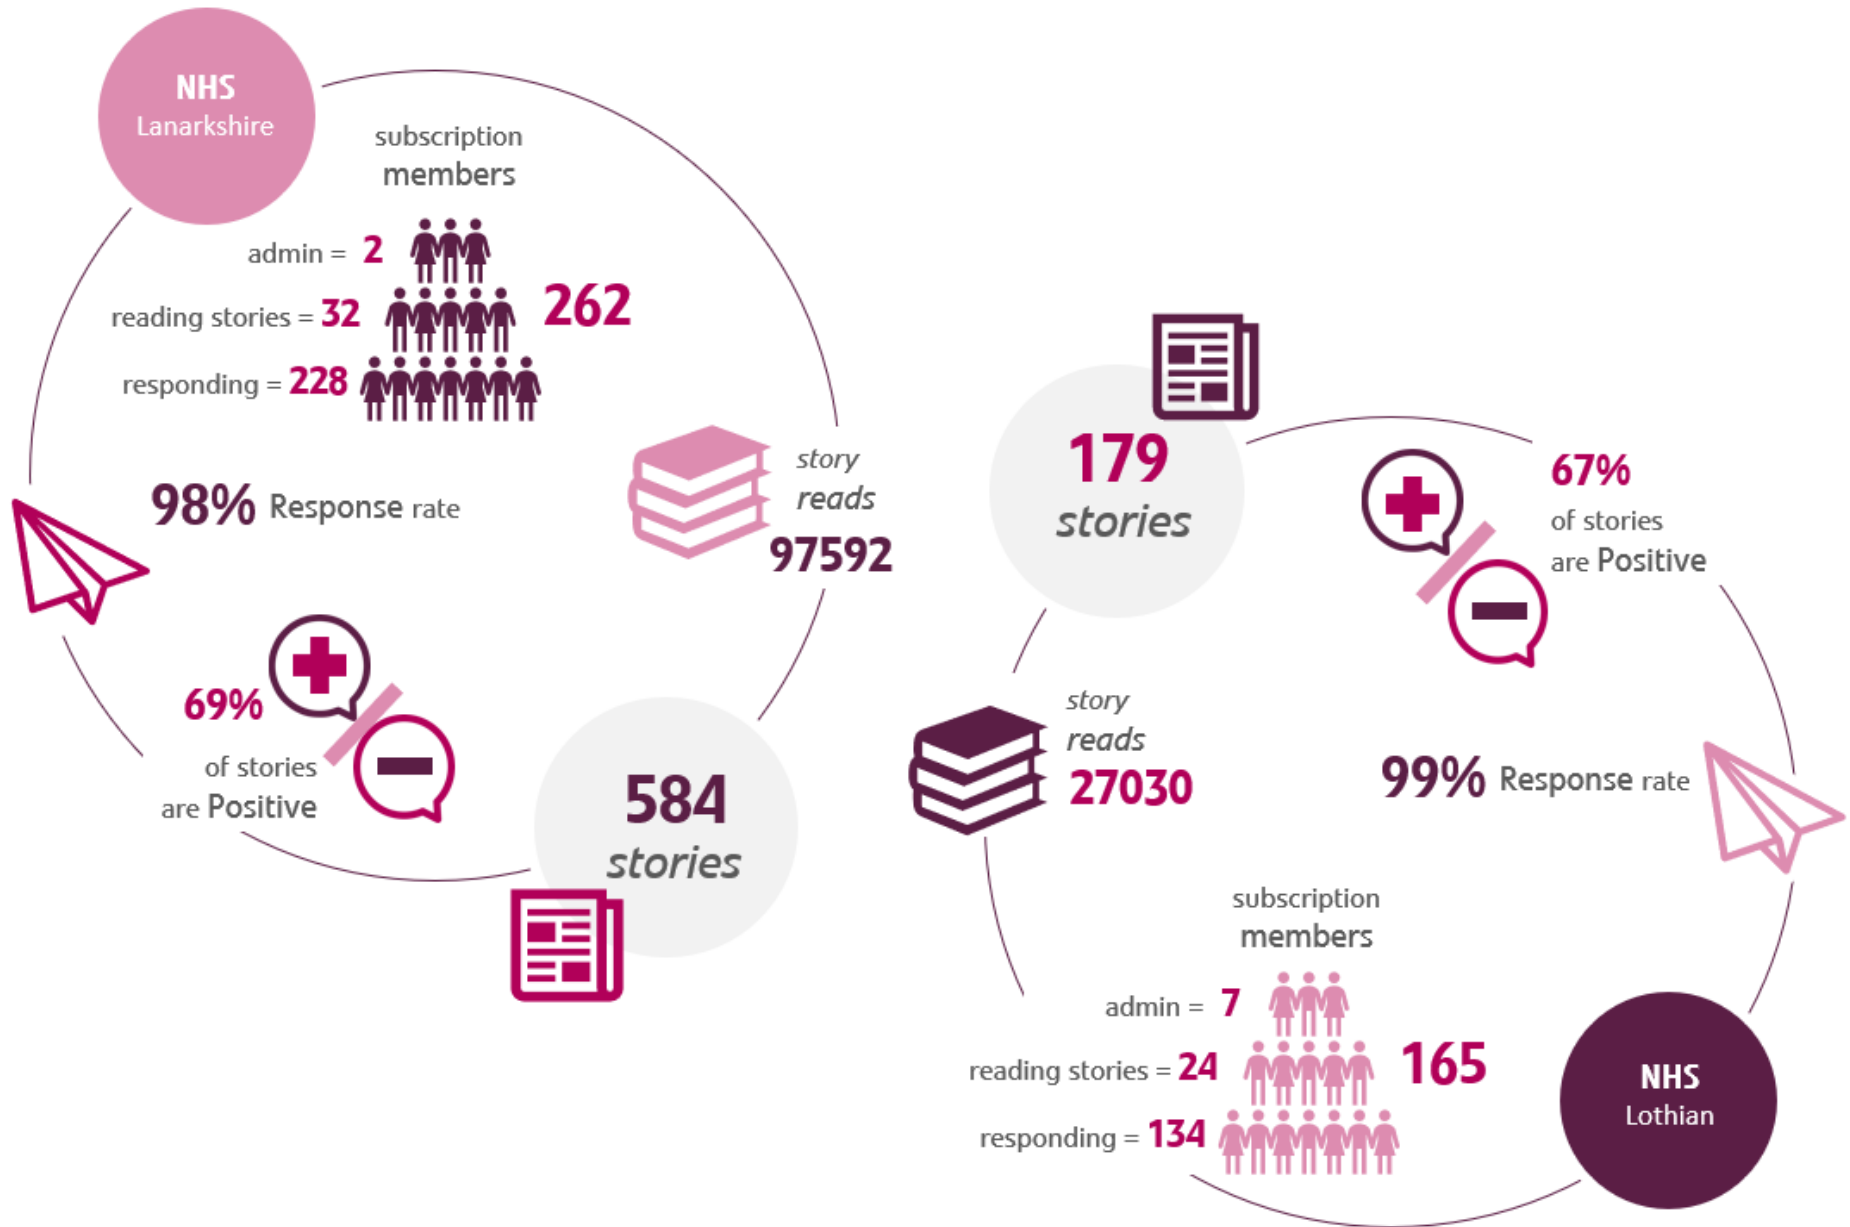 NHS
Lanarkshire
subscription
members
admin = 2
reading stories = 32
262
responding = 228
98% Response rate
story
reads
97592
69%
of stories
are Positive
584
stories
179
stories
67%
of stories
are Positive
story
reads
27030
99% Response rate
subscription
members
admin = 7
reading stories = 24
165
responding = 134
NHS
Lothian